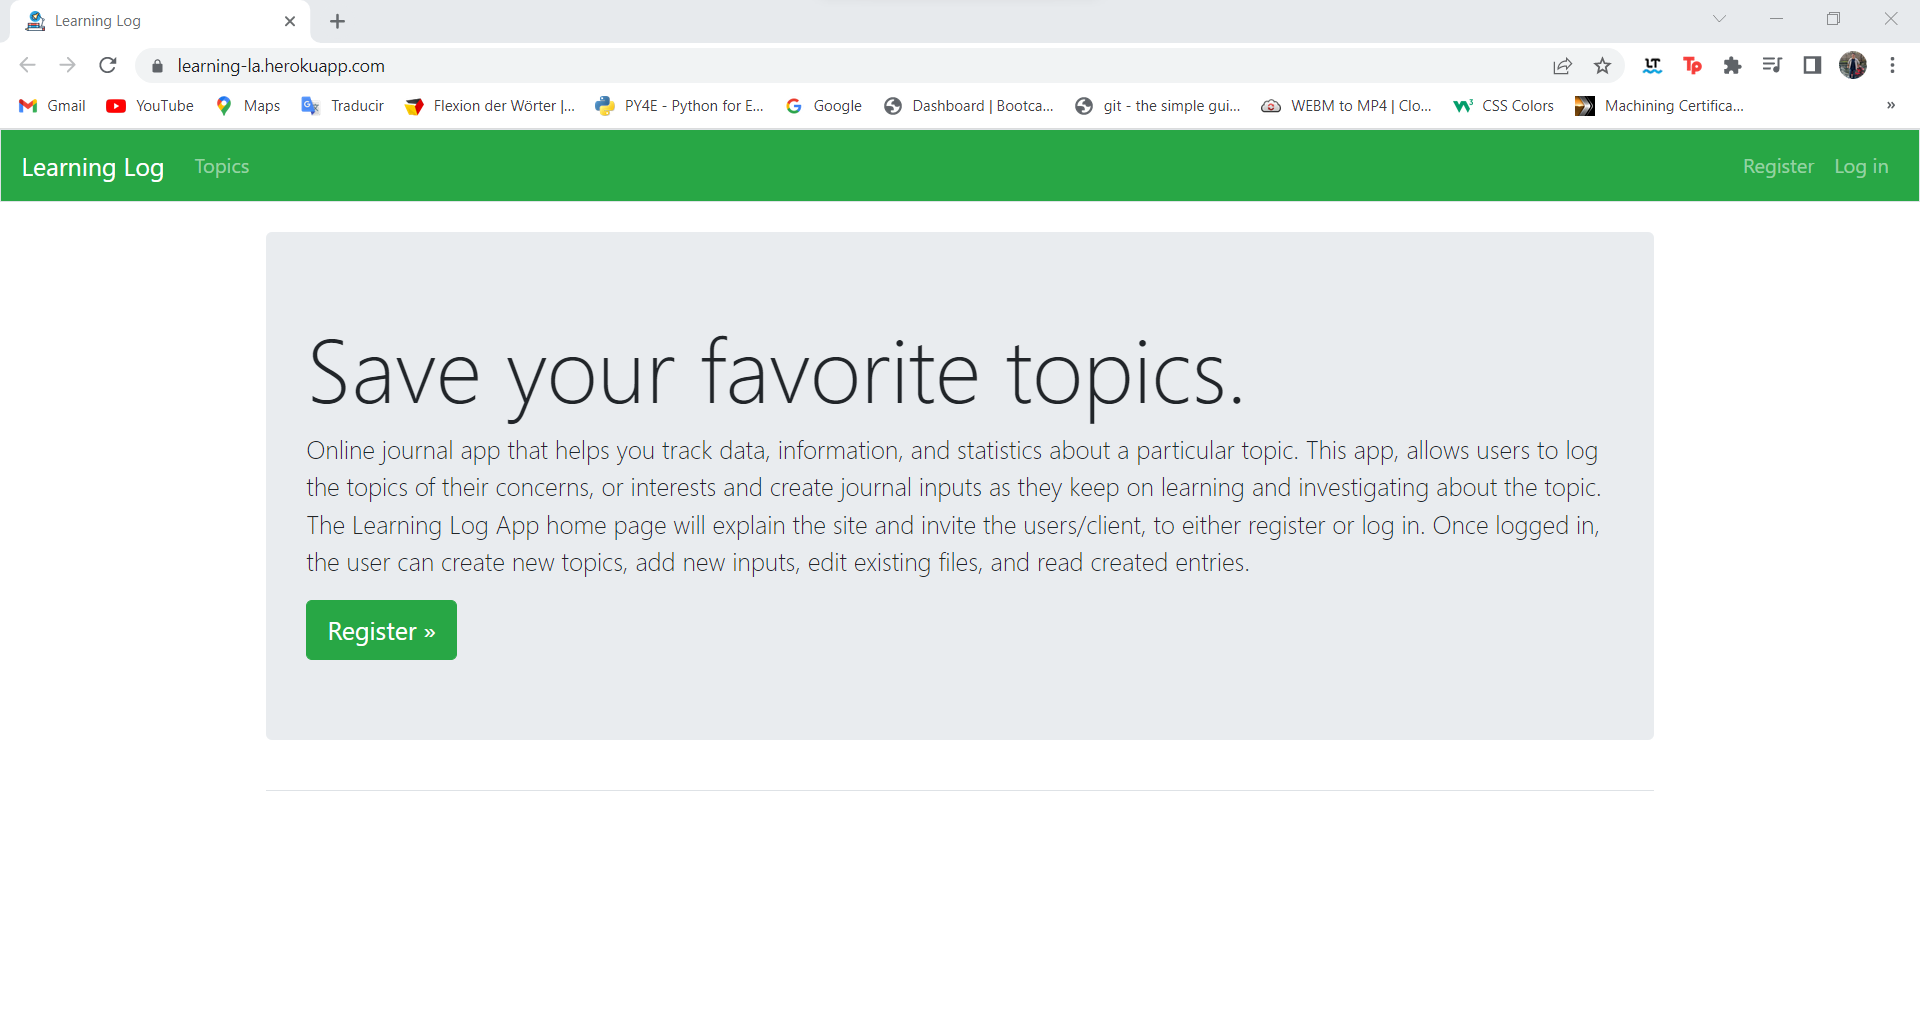 Learning Log
learning-la.herokuapp.com
Gmail YouTube Maps Traducir Flexion der Wörter |... PY4E - Python for E... Google Dashboard | Bootca... git - the simple gui... WEBM to MP4 | Clo... CSS Colors Machining Certifica... »
Learning Log Topics Register Log in
Save your favorite topics.
Online journal app that helps you track data, information, and statistics about a particular topic. This app, allows users to log
the topics of their concerns, or interests and create journal inputs as they keep on learning and investigating about the topic.
The Learning Log App home page will explain the site and invite the users/client, to either register or log in. Once logged in,
the user can create new topics, add new inputs, edit existing files, and read created entries.
Register »